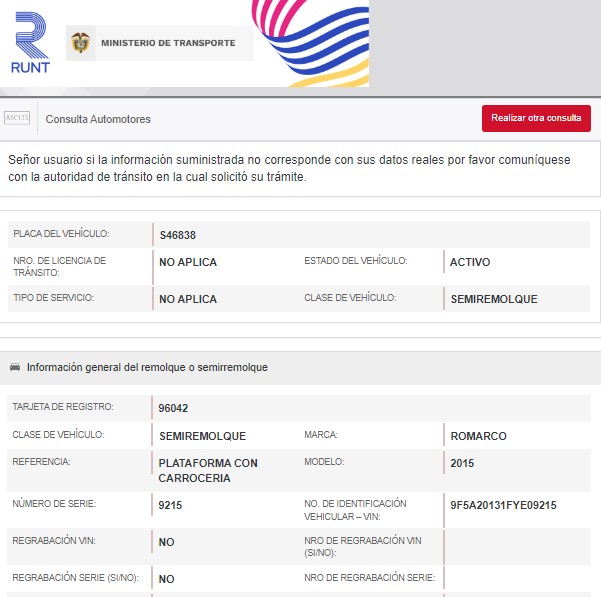 RUNT
MINISTERIO DE TRANSPORTE
ASC123
Consulta Automotores
Realizar otra consulta
Señor usuario si la información suministrada no corresponde con sus datos reales por favor comuníquese
con la autoridad de tránsito en la cual solicitó su trámite.
PLACA DEL VEHÍCULO: S46838
NRO. DE LICENCIA DE
TRÁNSITO: NO APLICA ESTADO DEL VEHÍCULO: ACTIVO
TIPO DE SERVICIO: NO APLICA CLASE DE VEHÍCULO: SEMIREMOLQUE
Información general del remolque o semirremolque
TARJETA DE REGISTRO: 96042
CLASE DE VEHÍCULO: SEMIREMOLQUE MARCA: ROMARCO
REFERENCIA: PLATAFORMA CON
CARROCERIA MODELO: 2015
NÚMERO DE SERIE: 9215 NO. DE IDENTIFICACIÓN
VEHICULAR – VIN: 9F5A20131FYE09215
REGRABACIÓN VIN: NO NRO DE REGRABACIÓN VIN
(SI/NO):
REGRABACIÓN SERIE (SI/NO): NO NRO DE REGRABACIÓN SERIE: